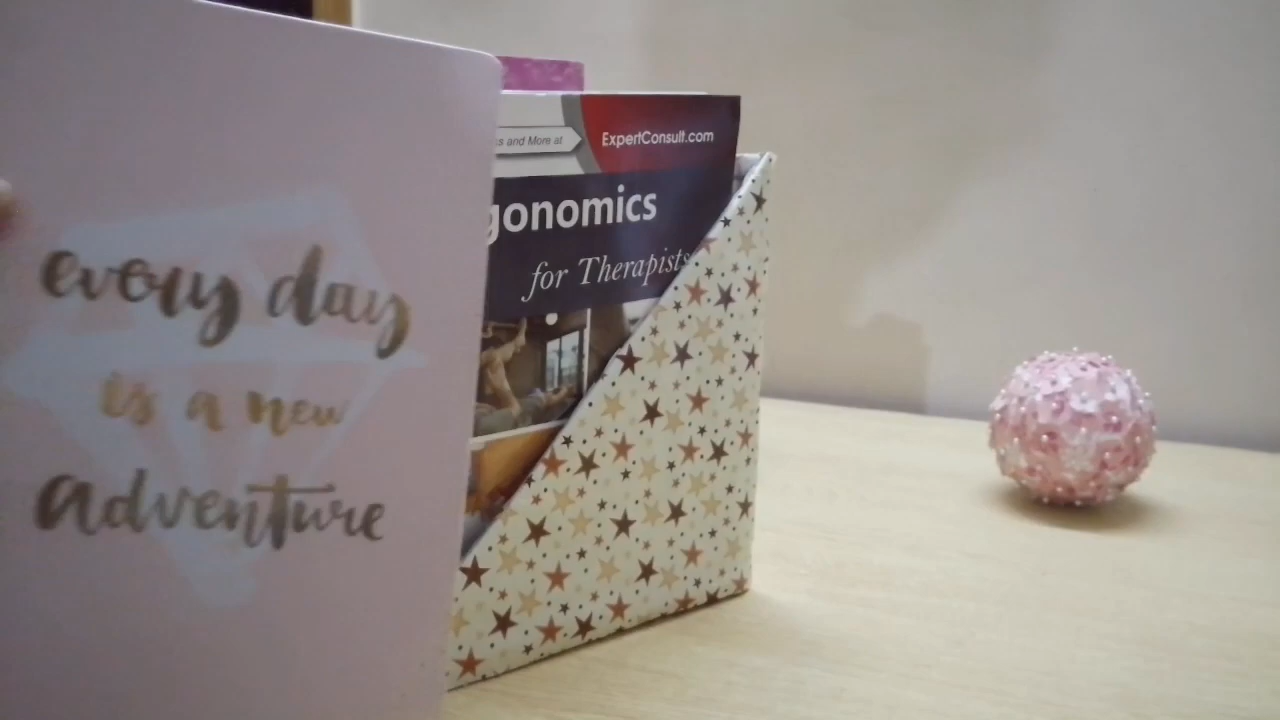 every day
is a new
adventure
and More at
ExpertConsult.com
gonomics
for Therapists